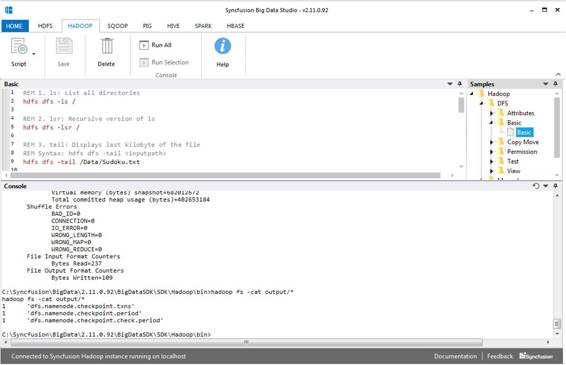 Syncfusion Big Data Studio - v2.11.0.92
HOME HDFS HADOOP SQOOP PIG HIVE SPARK HBASE
Script Save Delete Run All Run Selection Help
Console
Basic
1 REM 1. ls: List all directories
2 hdfs dfs -ls /
3
4 REM 2. lsr: Recursive version of ls
5 hdfs dfs -lsr /
6
7 REM 3. tail: Displays last kilobyte of the file
8 REM Syntax: hdfs dfs -tail <inputpath>
9 hdfs dfs -tail /Data/Sudoku.txt
10
Samples
Hadoop
DFS
Attributes
Basic
Basic
Copy Move
Permission
Test
View
Console
Virtual memory (bytes) snapshot=682012672
Total committed heap usage (bytes)=402653184
Shuffle Errors
BAD_ID=0
CONNECTION=0
IO_ERROR=0
WRONG_LENGTH=0
WRONG_MAP=0
WRONG_REDUCE=0
File Input Format Counters
Bytes Read=237
File Output Format Counters
Bytes Written=109
C:\Syncfusion\BigData\2.11.0.92\BigDataSDK\SDK\Hadoop\bin>hadoop fs -cat output/*
hadoop fs -cat output/*
1 'dfs.namenode.checkpoint.txns'
1 'dfs.namenode.checkpoint.period'
1 'dfs.namenode.checkpoint.check.period'
C:\Syncfusion\BigData\2.11.0.92\BigDataSDK\SDK\Hadoop\bin>
Connected to Syncfusion Hadoop instance running on localhost
Documentation | Feedback Syncfusion